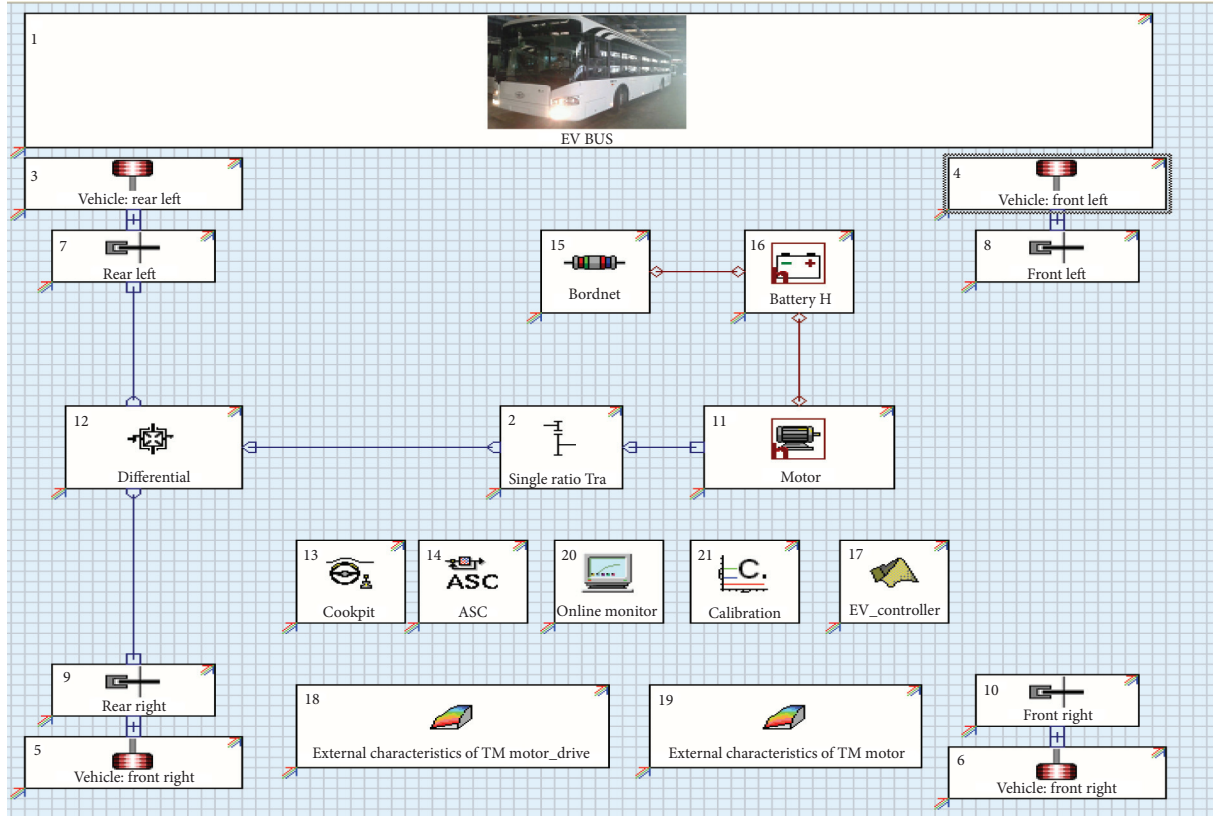 1
EV BUS
3
Vehicle: rear left
4
Vehicle: front left
7
Rear left
15
Bordnet
16
Battery H
8
Front left
12
Differential
2
Single ratio Tra
11
Motor
13
Cookpit
14
ASC
ASC
20
Online monitor
21
C.
Calibration
17
EV_controller
9
Rear right
18
External characteristics of TM motor_drive
19
External characteristics of TM motor
10
Front right
5
Vehicle: front right
6
Vehicle: front right